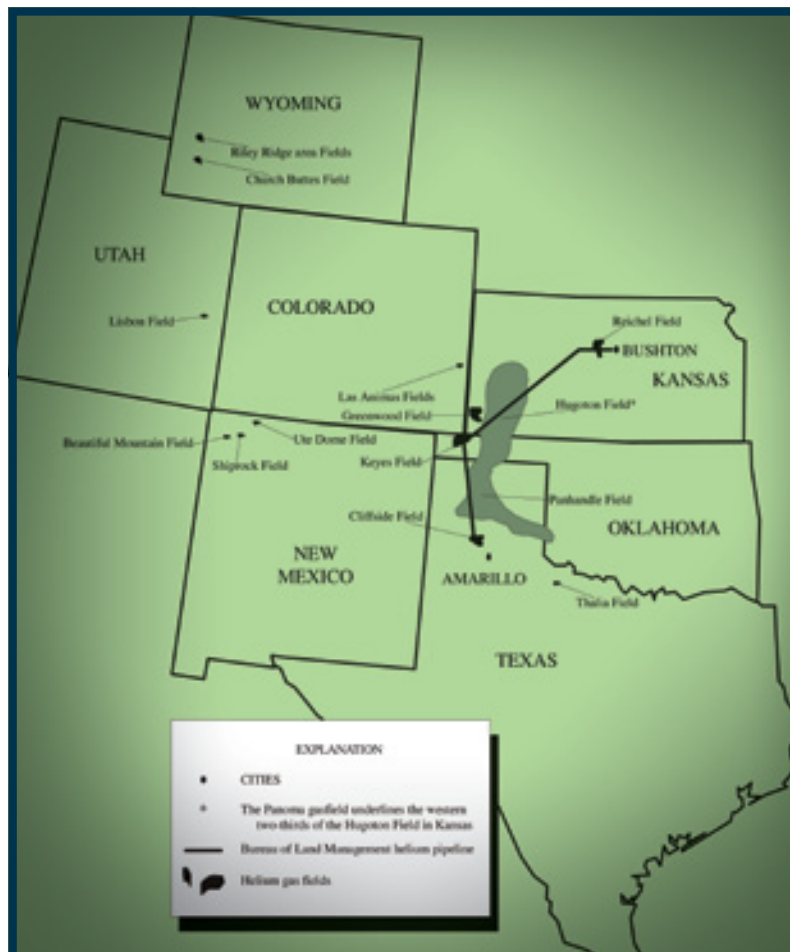 WYOMING
Riley Ridge area Fields
Church Buttes Field
UTAH
COLORADO
Lisbon Field
Reichel Field
BUSHTON
KANSAS
Las Animas Fields
Greenwood Field
Hugoton Field*
Beautiful Mountain Field
Ute Dome Field
Shiprock Field
Keyes Field
Panhandle Field
Cliffside Field
OKLAHOMA
NEW
MEXICO
AMARILLO
Thalia Field
TEXAS
EXPLANATION
CITIES
* The Panoma gasfield underlines the western
two-thirds of the Hugoton Field in Kansas
Bureau of Land Management helium pipeline
Helium gas fields